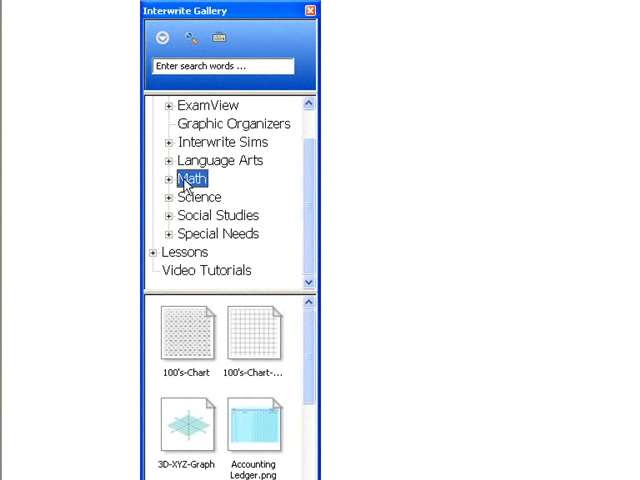 Interwrite Gallery
Enter search words ...
ExamView
Graphic Organizers
Interwrite Sims
Language Arts
Math
Science
Social Studies
Special Needs
Lessons
Video Tutorials
100's-Chart
100's-Chart-...
3D-XYZ-Graph
Accounting
Ledger.png